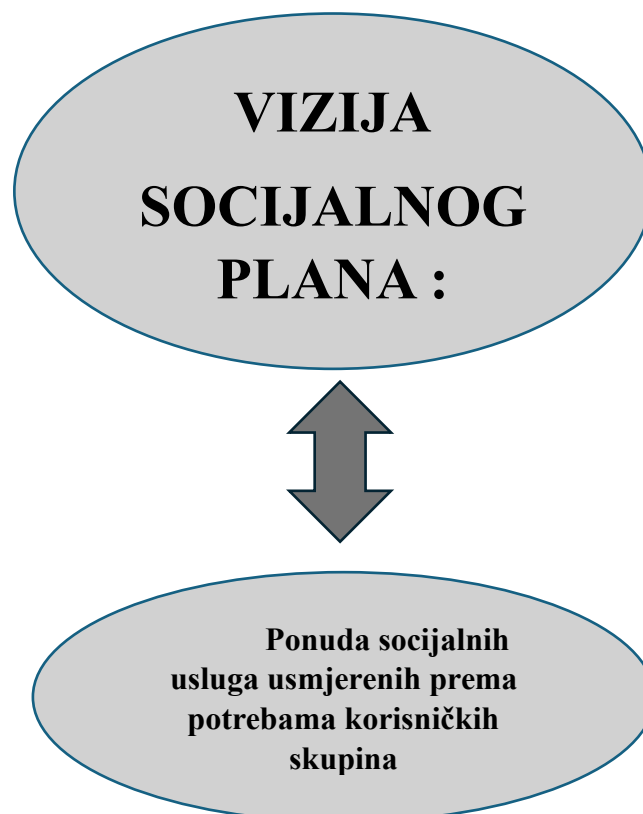 VIZIJA
SOCIJALNOG
PLANA :
Ponuda socijalnih
usluga usmjerenih prema
potrebama korisničkih
skupina